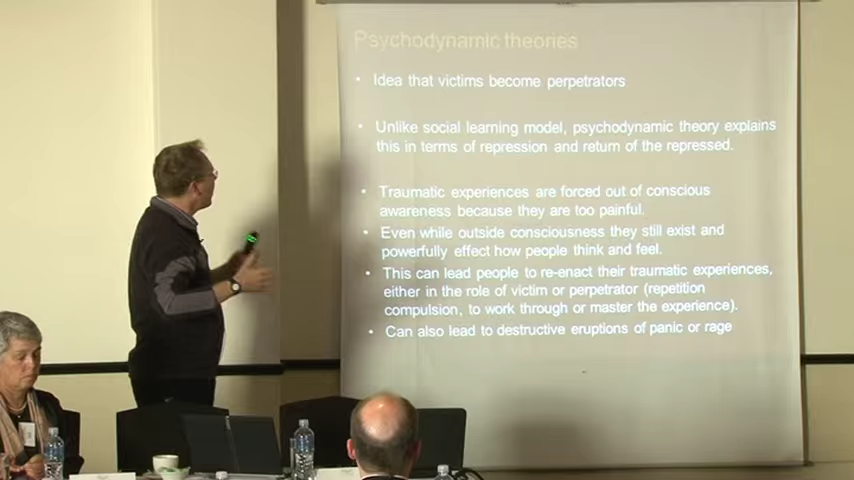 Psychodynamic theories
• Idea that victims become perpetrators
• Unlike social learning model, psychodynamic theory explains
this in terms of repression and return of the repressed.
• Traumatic experiences are forced out of conscious
awareness because they are too painful.
• Even while outside consciousness they still exist and
powerfully effect how people think and feel.
• This can lead people to re-enact their traumatic experiences,
either in the role of victim or perpetrator (repetition
compulsion, to work through or master the experience).
• Can also lead to destructive eruptions of panic or rage